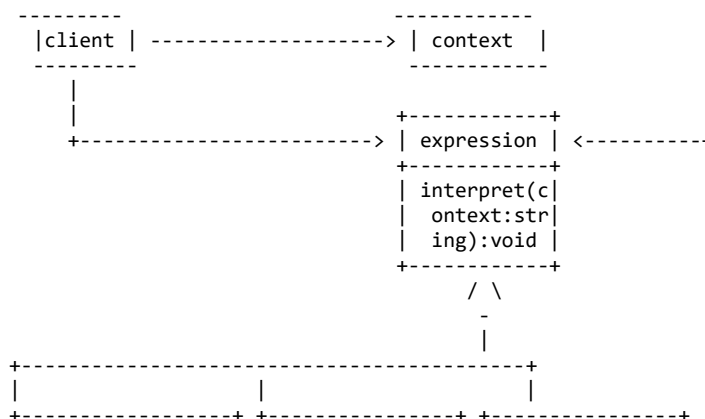 client
context
expression
interpret(c
ontext:str
ing):void